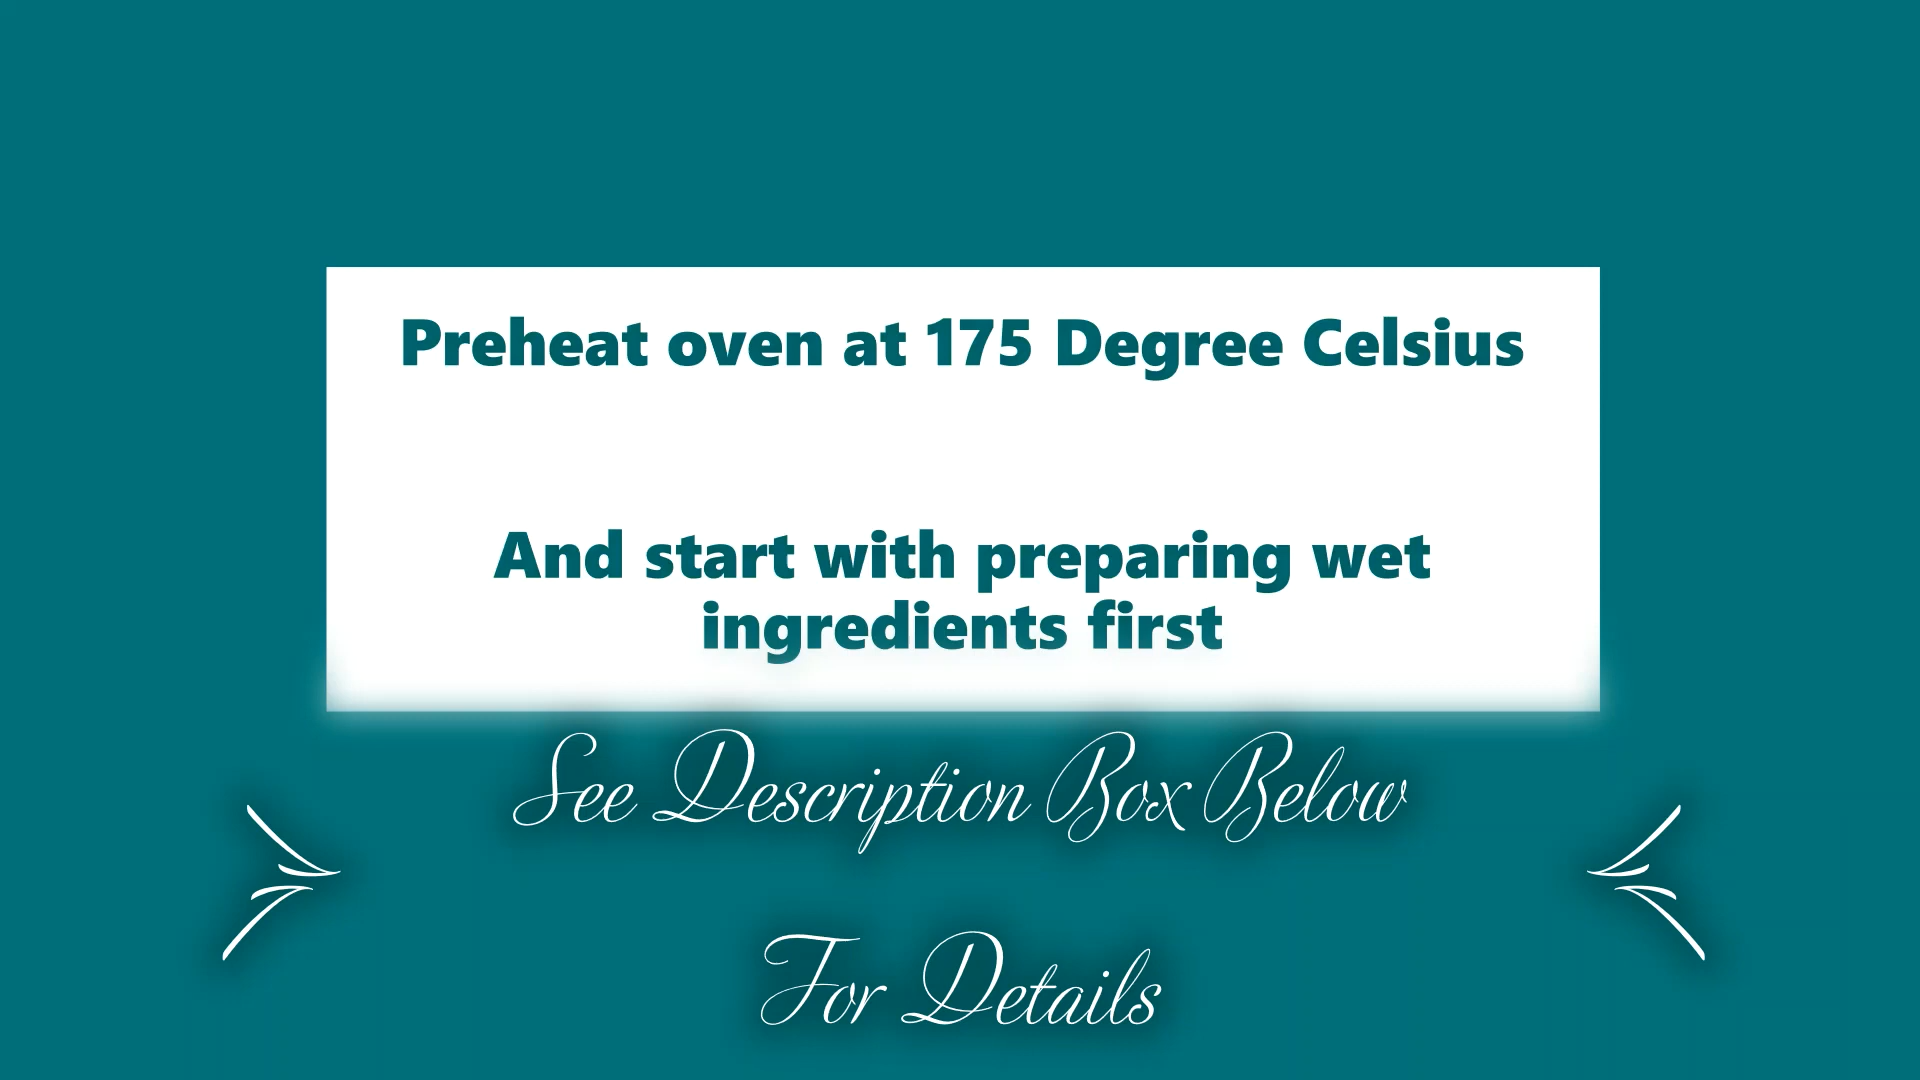 Preheat oven at 175 Degree Celsius
And start with preparing wet
ingredients first
See Description Box Below
For Details